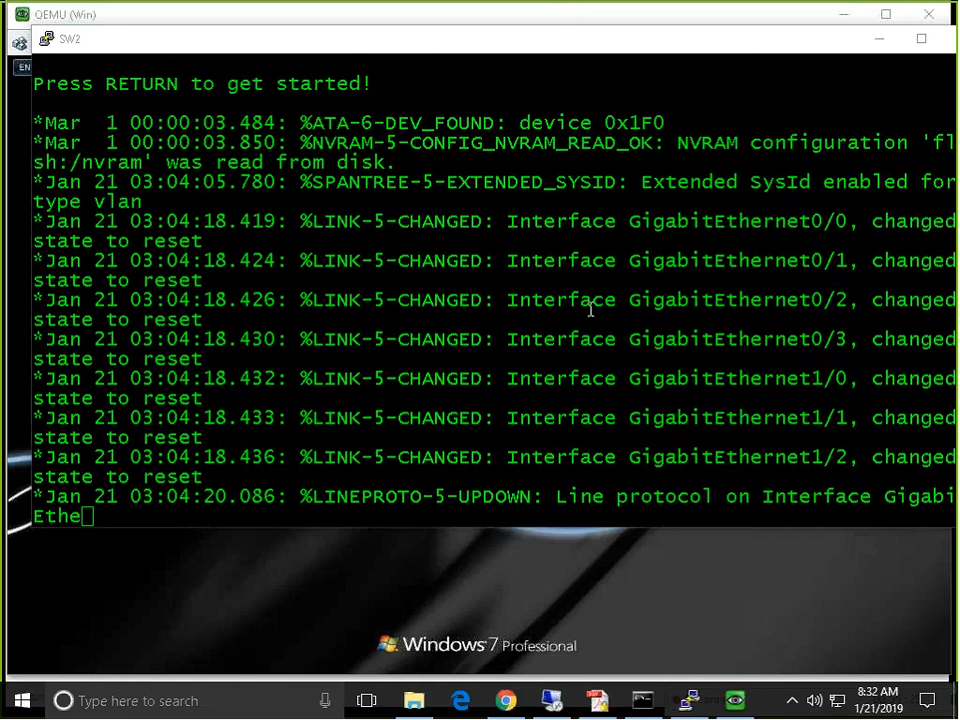 QEMU (Win)
SW2
EN
Press RETURN to get started!
*Mar  1 00:00:03.484: %ATA-6-DEV_FOUND: device 0x1F0
*Mar  1 00:00:03.850: %NVRAM-5-CONFIG_NVRAM_READ_OK: NVRAM configuration 'fl
sh:/nvram' was read from disk.
*Jan 21 03:04:05.780: %SPANTREE-5-EXTENDED_SYSID: Extended SysId enabled for
type vlan
*Jan 21 03:04:18.419: %LINK-5-CHANGED: Interface GigabitEthernet0/0, changed
state to reset
*Jan 21 03:04:18.424: %LINK-5-CHANGED: Interface GigabitEthernet0/1, changed
state to reset
*Jan 21 03:04:18.426: %LINK-5-CHANGED: Interface GigabitEthernet0/2, changed
state to reset
*Jan 21 03:04:18.430: %LINK-5-CHANGED: Interface GigabitEthernet0/3, changed
state to reset
*Jan 21 03:04:18.432: %LINK-5-CHANGED: Interface GigabitEthernet1/0, changed
state to reset
*Jan 21 03:04:18.433: %LINK-5-CHANGED: Interface GigabitEthernet1/1, changed
state to reset
*Jan 21 03:04:18.436: %LINK-5-CHANGED: Interface GigabitEthernet1/2, changed
state to reset
*Jan 21 03:04:20.086: %LINEPROTO-5-UPDOWN: Line protocol on Interface Gigabi
Ethe
Windows 7 Professional
Type here to search
8:32 AM
1/21/2019